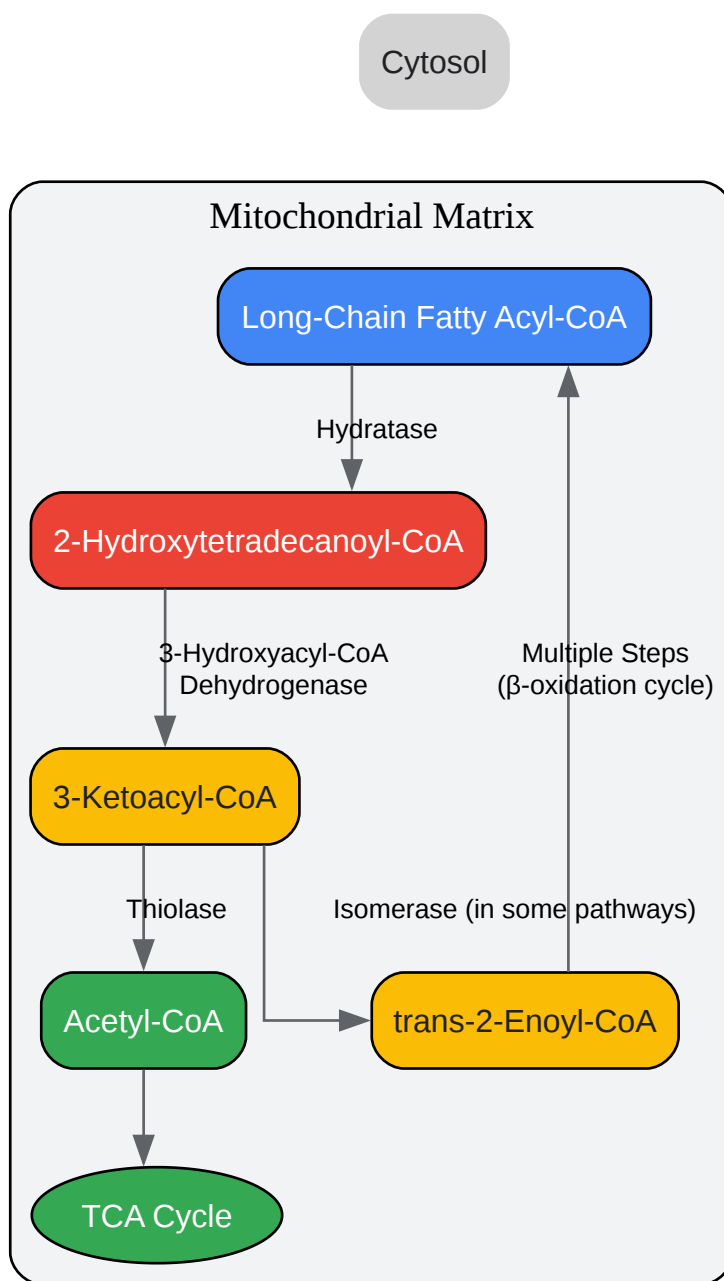 Cytosol
Mitochondrial Matrix
Long-Chain Fatty Acyl-CoA
Hydratase
2-Hydroxytetradecanoyl-CoA
3-Hydroxyacyl-CoA
Dehydrogenase
Multiple Steps
(β-oxidation cycle)
3-Ketoacyl-CoA
Thiolase
Isomerase (in some pathways)
Acetyl-CoA
trans-2-Enoyl-CoA
TCA Cycle